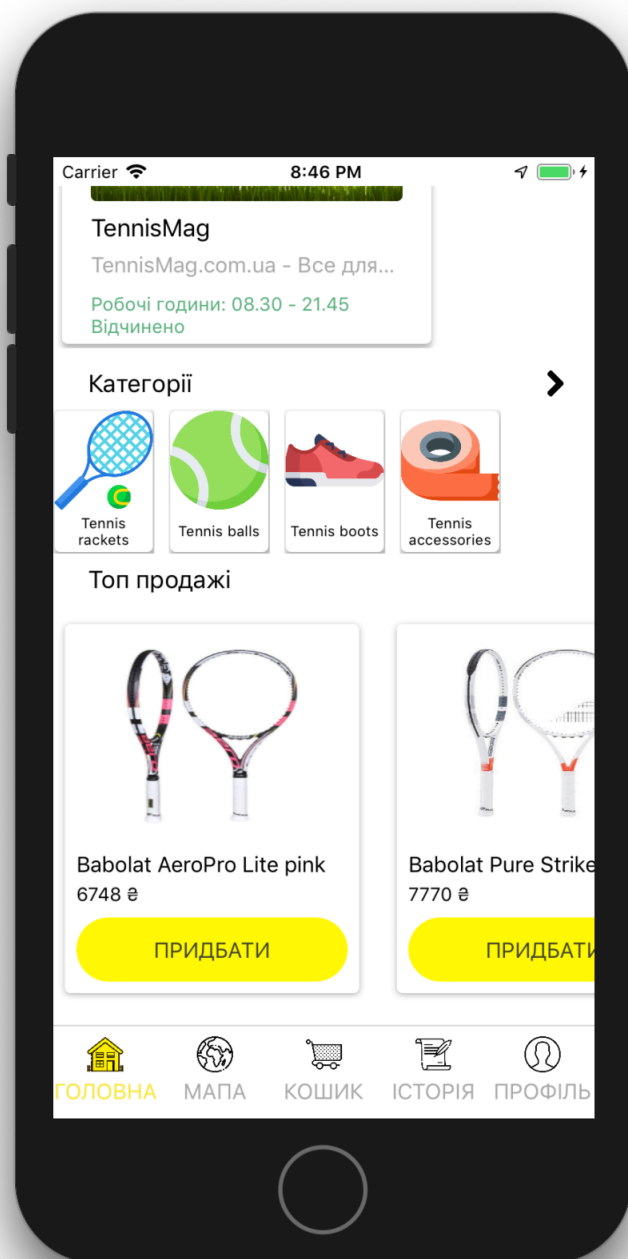 Carrier 8:46 PM
TennisMag
TennisMag.com.ua - Все для...
Робочі години: 08.30 - 21.45
Відчинено
Категорії
Tennis
rackets
Tennis balls
Tennis boots
Tennis
accessories
Топ продажі
Babolat AeroPro Lite pink
6748 ₴
ПРИДБАТИ
Babolat Pure Strike
7770 ₴
ПРИДБАТИ
ГОЛОВНА МАПА КОШИК ІСТОРІЯ ПРОФІЛЬ